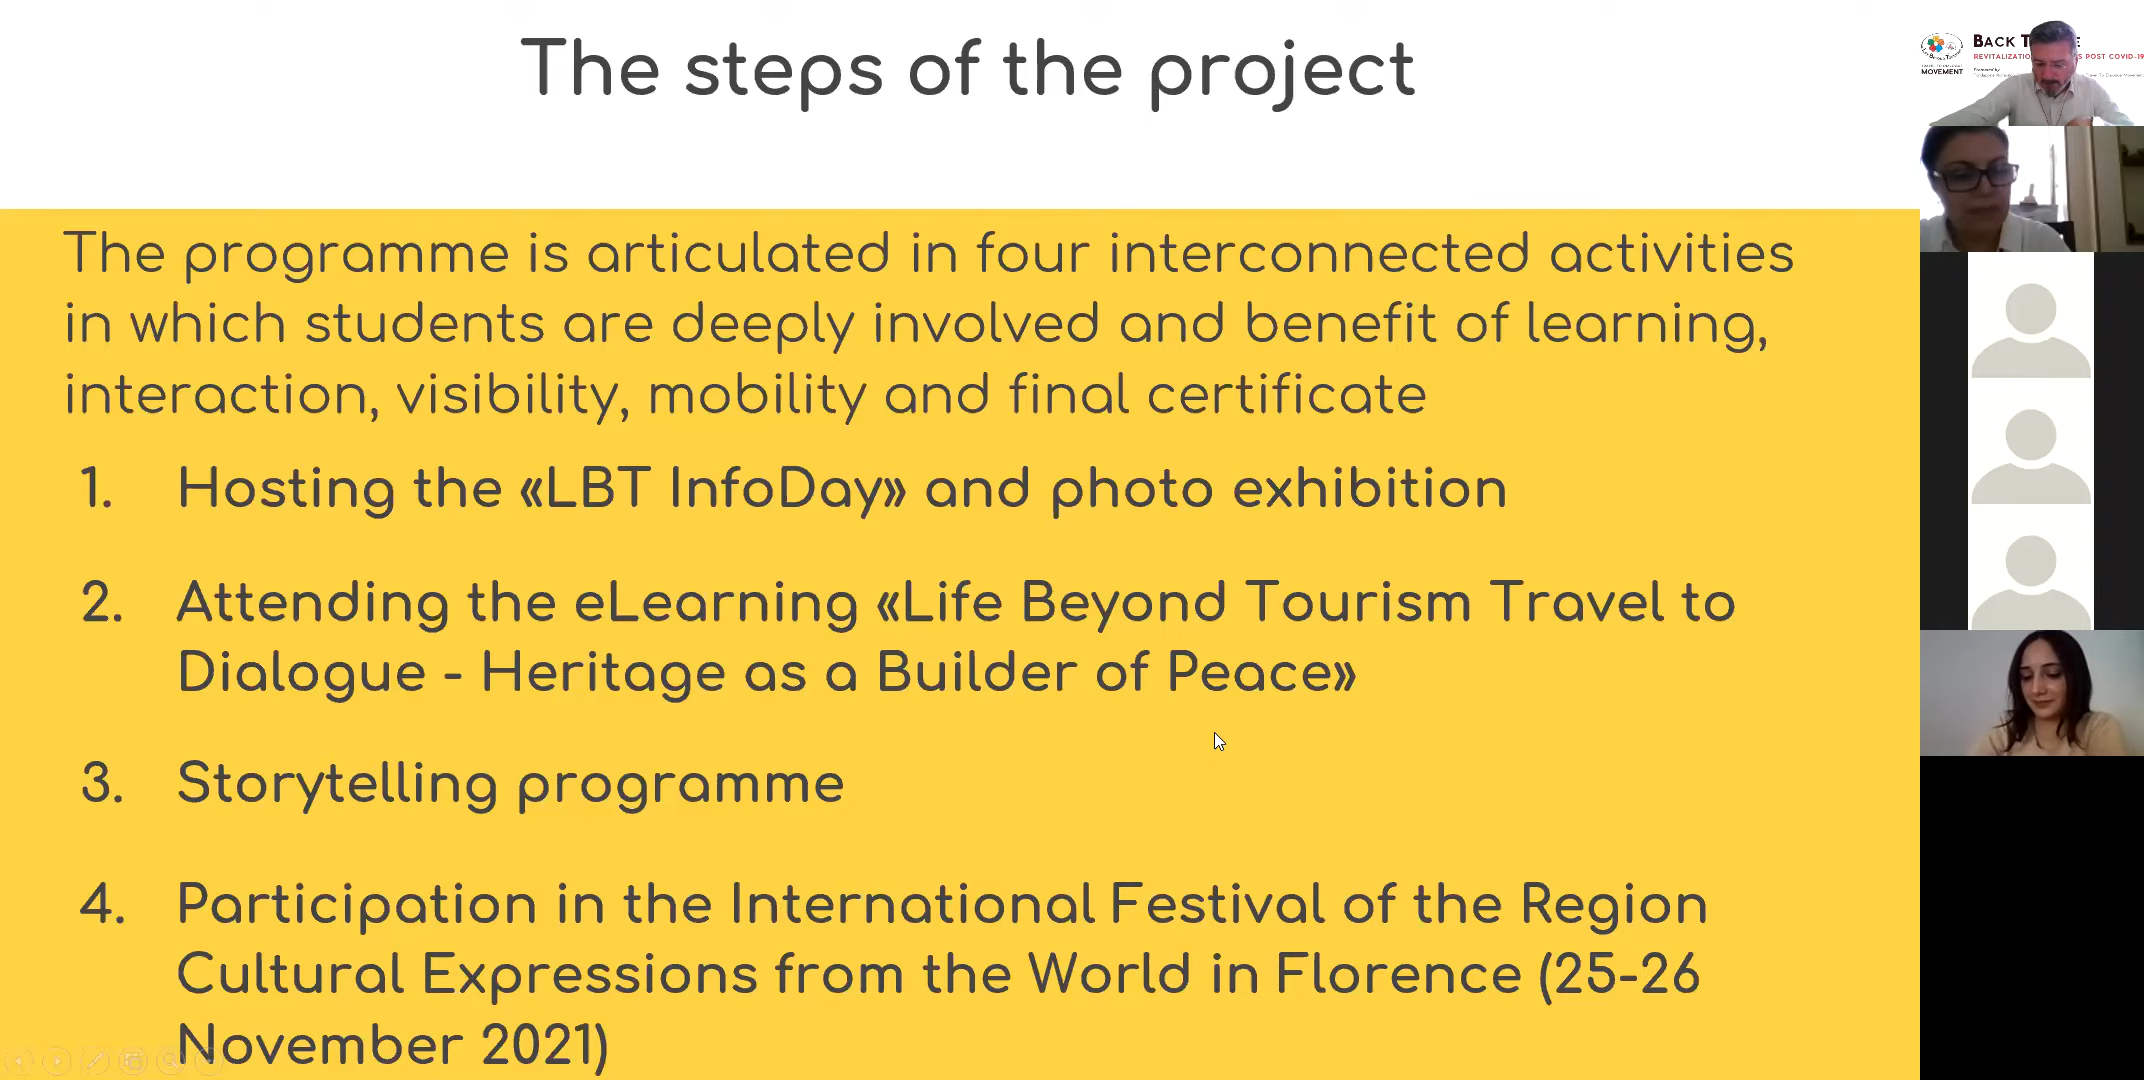 The steps of the project
The programme is articulated in four interconnected activities
in which students are deeply involved and benefit of learning,
interaction, visibility, mobility and final certificate
1. Hosting the «LBT InfoDay» and photo exhibition
2. Attending the eLearning «Life Beyond Tourism Travel to
Dialogue - Heritage as a Builder of Peace»
3. Storytelling programme
4. Participation in the International Festival of the Region
Cultural Expressions from the World in Florence (25-26
November 2021)
BACK
POST COVID-19
MOVEMENT